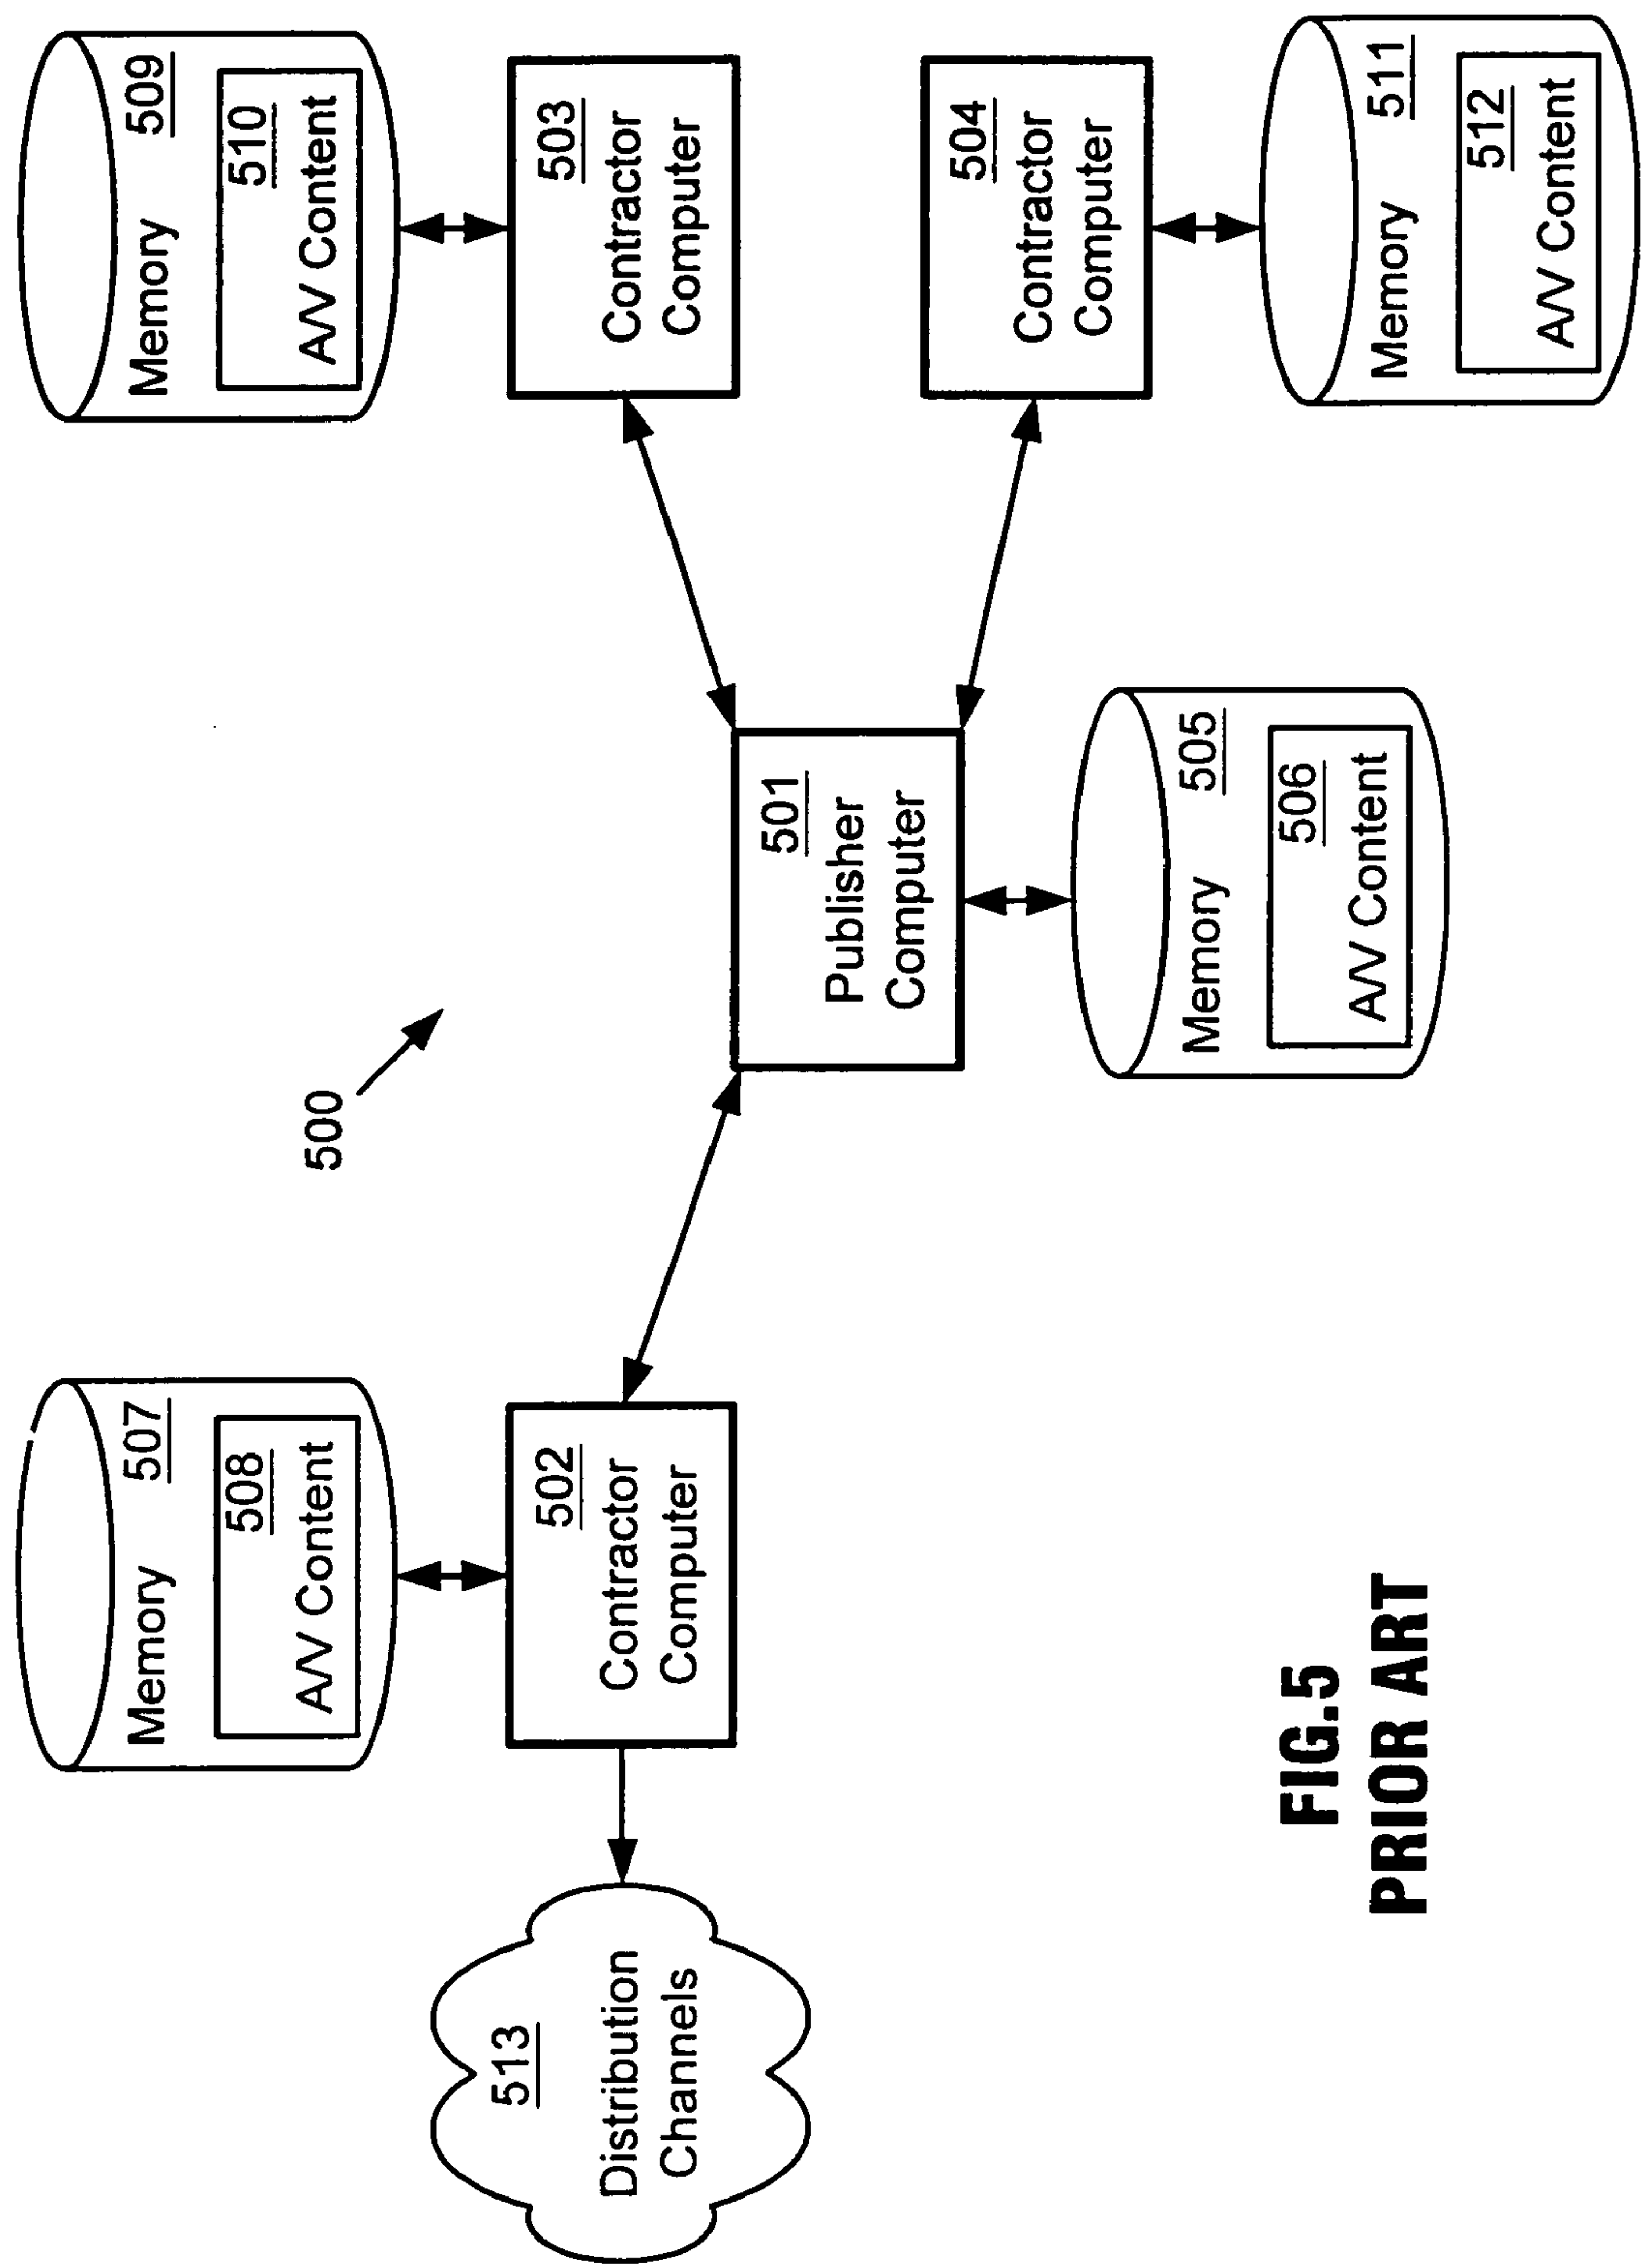 507
Memory
508
A/V Content
509
Memory
510
A/V Content
500
513
Distribution
Channels
502
Contractor
Computer
503
Contractor
Computer
501
Publisher
Computer
504
Contractor
Computer
505
Memory
506
A/V Content
511
Memory
512
A/V Content
FIG.5
PRIOR ART